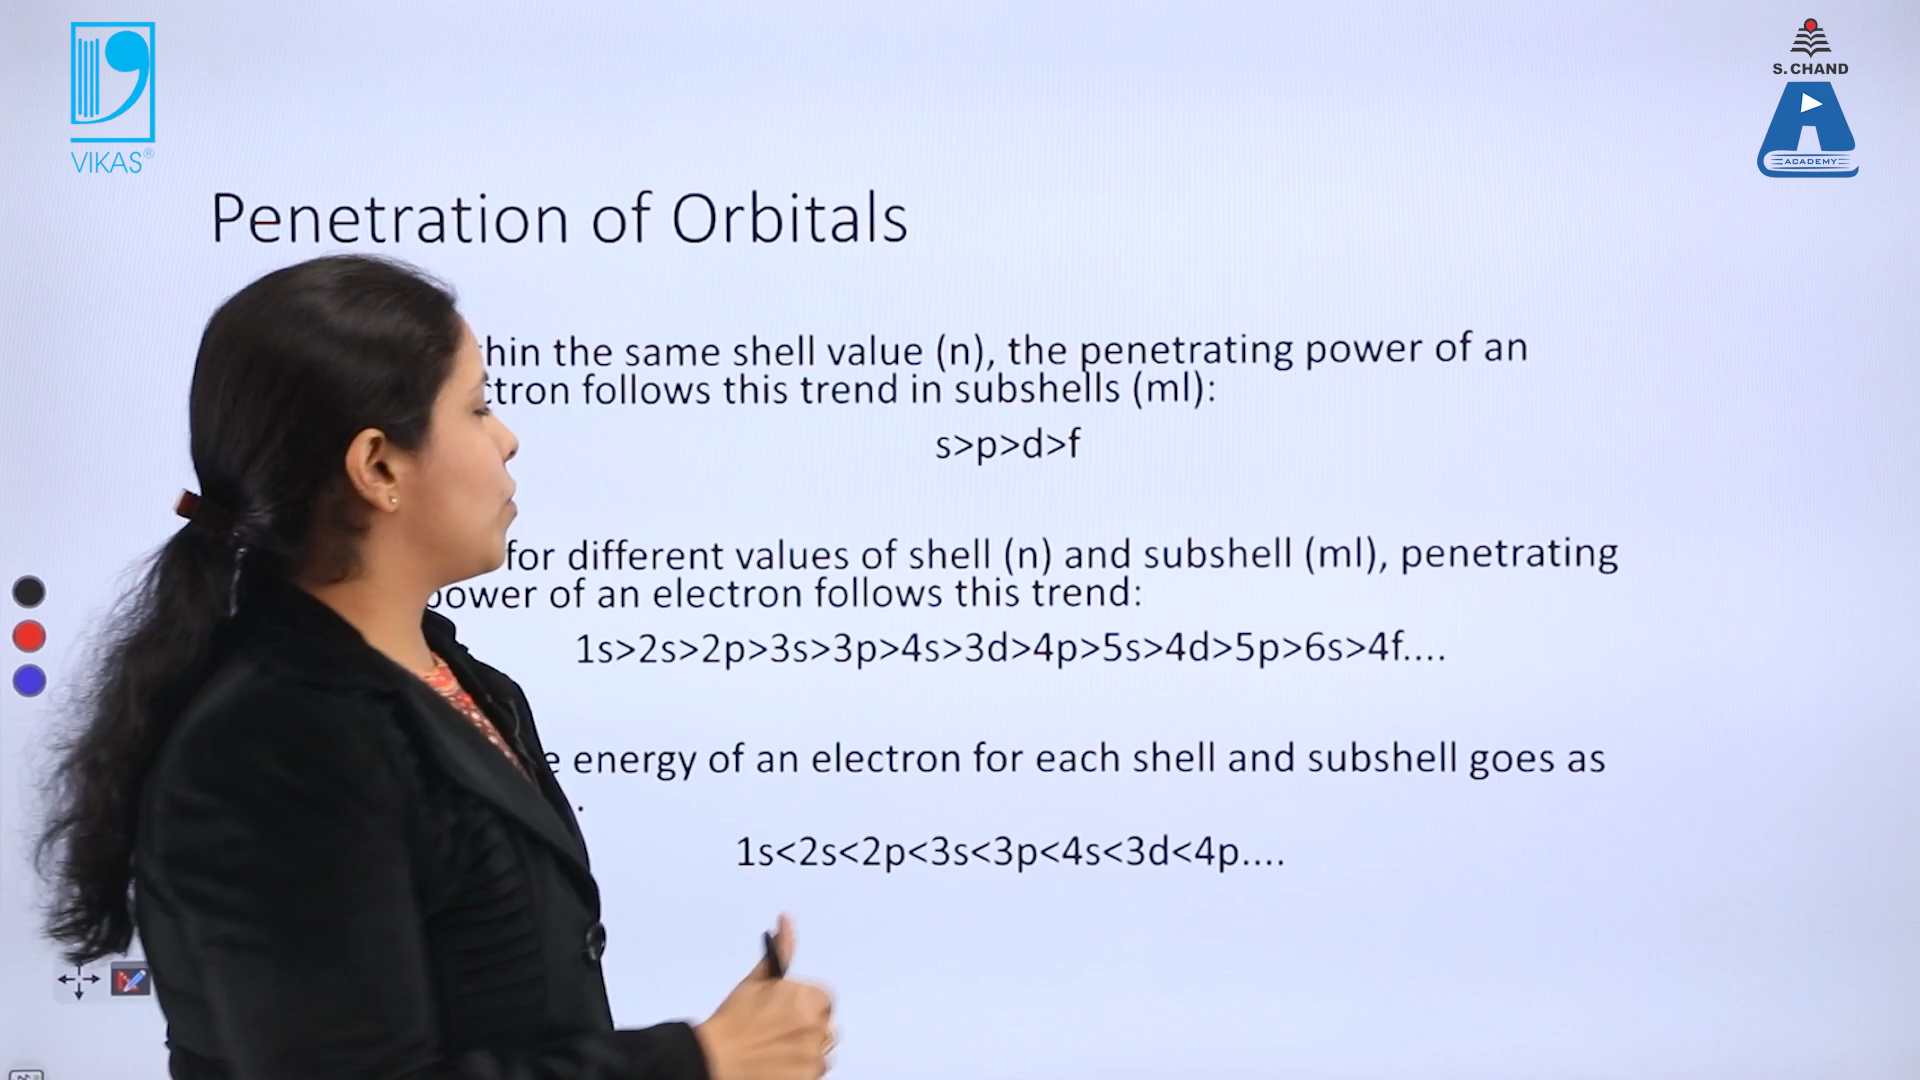 VIKAS®
S. CHAND
ACADEMY
Penetration of Orbitals
the same shell value (n), the penetrating power of an
follows this trend in subshells (ml):
s>p>d>f
for different values of shell (n) and subshell (ml), penetrating
power of an electron follows this trend:
1s>2s>2p>3s>3p>4s>3d>4p>5s>4d>5p>6s>4f....
energy of an electron for each shell and subshell goes as
1s<2s<2p<3s<3p<4s<3d<4p....